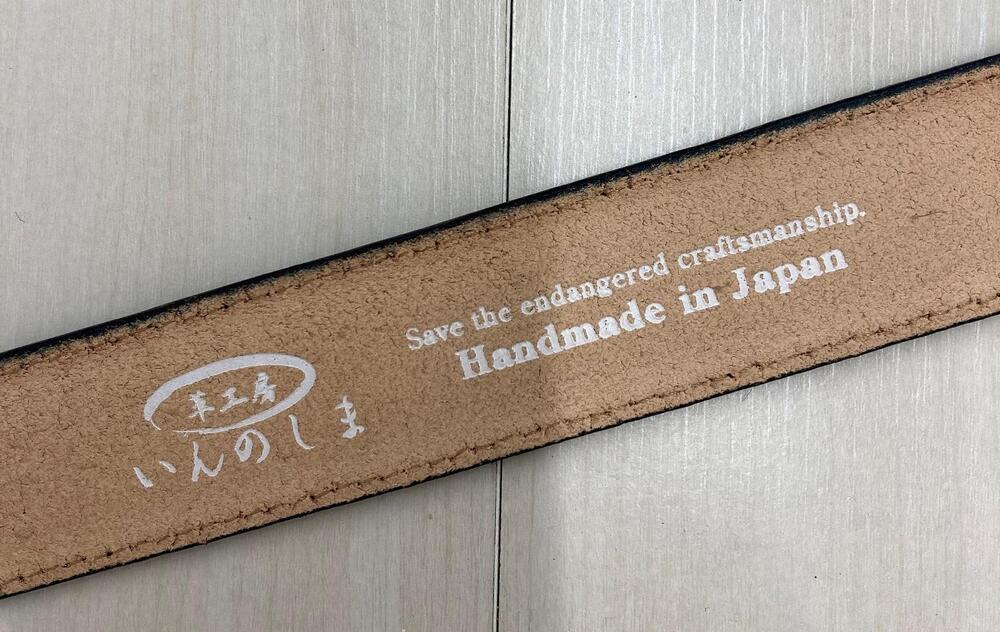 革工房
いんのしま
Save the endangered craftsmanship.
Handmade in Japan